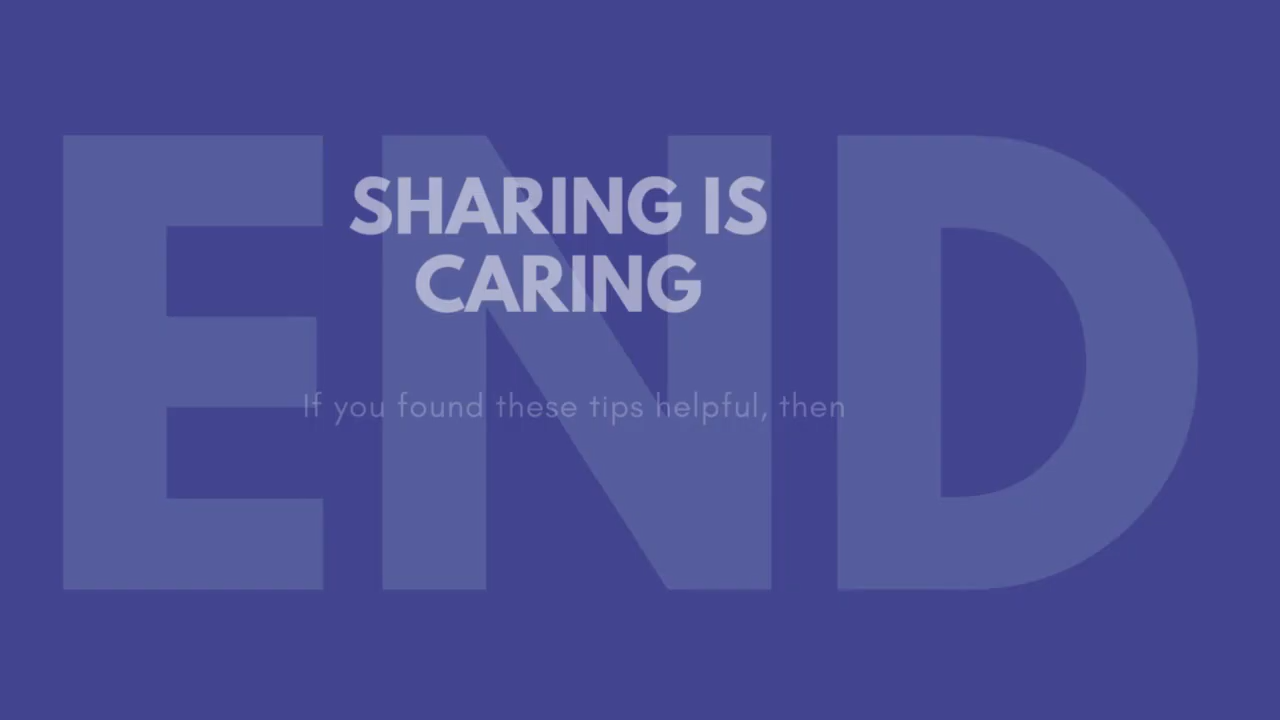 END
SHARING IS
CARING
If you found these tips helpful, then